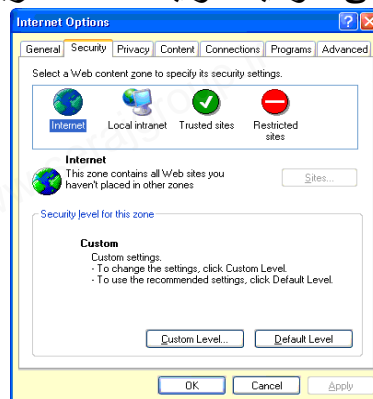 Internet Options
General Security Privacy Content Connections Programs Advanced
Select a Web content zone to specify its security settings.
Internet Local intranet Trusted sites Restricted sites
Internet
This zone contains all Web sites you
haven't placed in other zones
Sites...
Security level for this zone
Custom
Custom settings.
- To change the settings, click Custom Level.
- To use the recommended settings, click Default Level.
Custom Level... Default Level
OK Cancel Apply